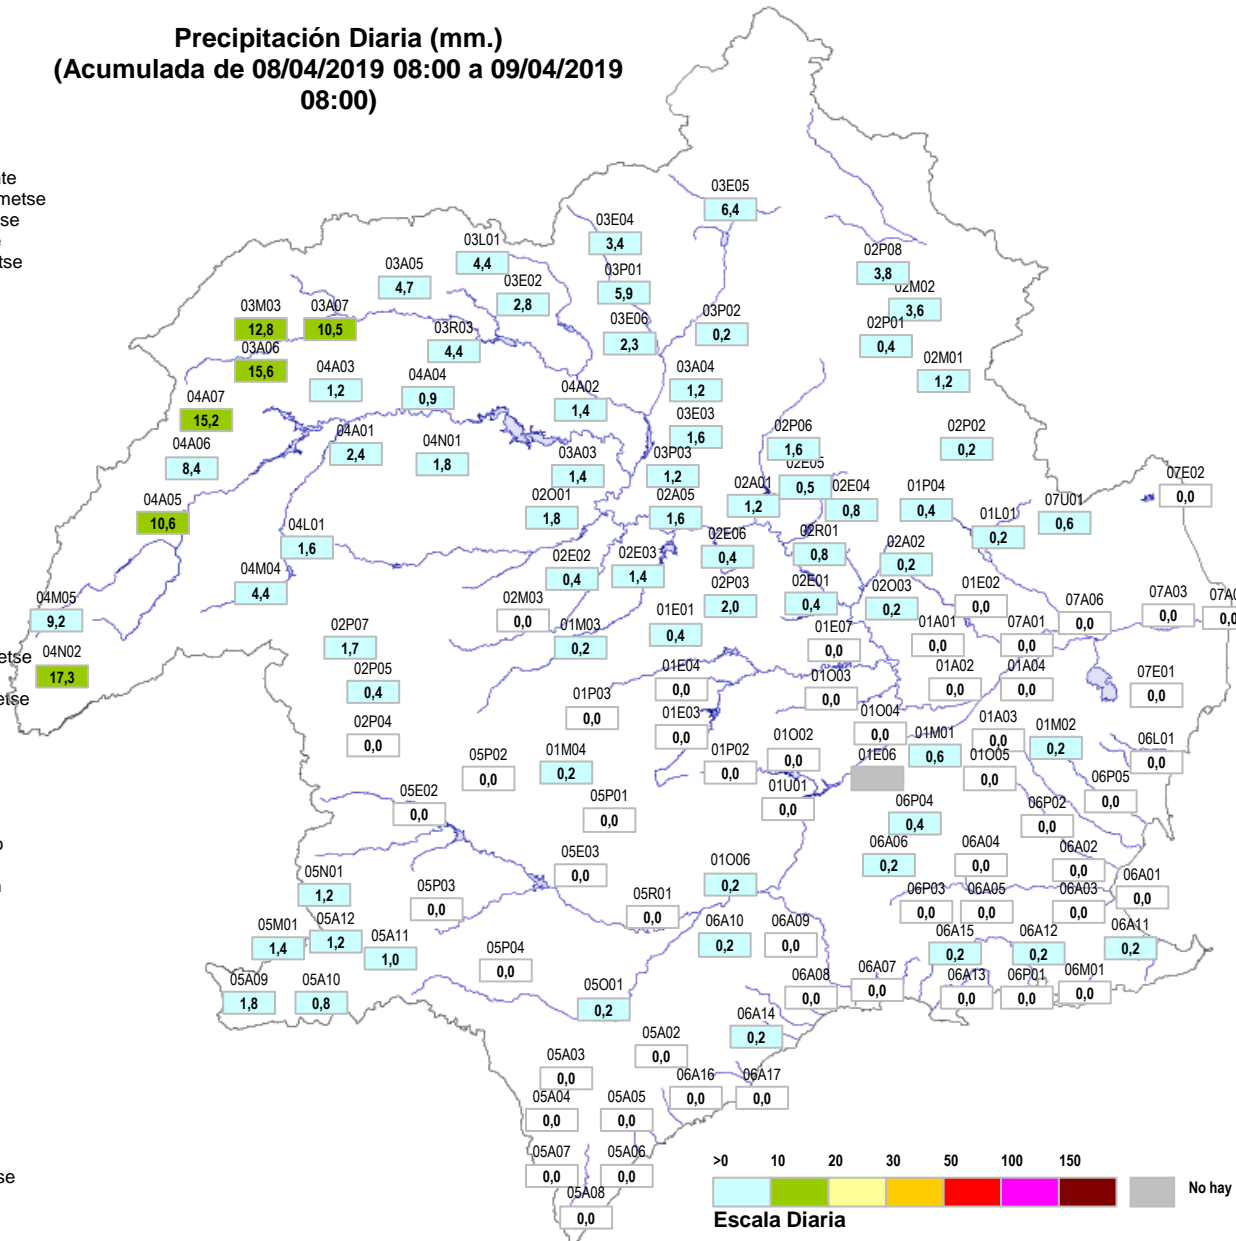 Precipitación Diaria (mm.)
(Acumulada de 08/04/2019 08:00 a 09/04/2019
08:00)
nte
metse
se
e
tse
03E05
6,4
03E04
3,4
03L01
4,4
03A05
4,7
03E02
2,8
03P01
5,9
02P08
3,8
02M02
3,6
03M03
12,8
03A07
10,5
03R03
4,4
03E06
2,3
03P02
0,2
02P01
0,4
03A06
15,6
04A03
1,2
04A04
0,9
04A02
1,4
03A04
1,2
02M01
1,2
04A07
15,2
04A01
2,4
04N01
1,8
03E03
1,6
02P06
1,6
02P02
0,2
04A06
8,4
03A03
1,4
03P03
1,2
02E05
0,5
07E02
0,0
04A05
10,6
02O01
1,8
02A05
1,6
02A01
1,2
02E04
0,8
01P04
0,4
01L01
0,2
07U01
0,6
04L01
1,6
02E02
0,4
02E03
1,4
02E06
0,4
02R01
0,8
02A02
0,2
04M04
4,4
02M03
0,0
02P03
2,0
02E01
0,4
02O03
0,2
01E02
0,0
07A06
0,0
07A03
0,0
07A0
0,0
04M05
9,2
02P07
1,7
01M03
0,2
01E01
0,4
01E07
0,0
01A01
0,0
07A01
0,0
etse
04N02
17,3
02P05
0,4
01E04
0,0
01O03
0,0
01A02
0,0
01A04
0,0
07E01
0,0
etse
02P04
0,0
01P03
0,0
01E03
0,0
01O04
0,0
01M01
0,6
01A03
0,0
01M02
0,2
06L01
0,0
05P02
0,0
01M04
0,2
01P02
0,0
01O02
0,0
01E06
01O05
0,0
06P05
0,0
05E02
0,0
05P01
0,0
01U01
0,0
06P04
0,4
06P02
0,0
05E03
0,0
01O06
0,2
06A06
0,2
06A04
0,0
06A02
0,0
05N01
1,2
05P03
0,0
05R01
0,0
06P03
0,0
06A05
0,0
06A03
0,0
06A01
0,0
05M01
1,4
05A12
1,2
05A11
1,0
05P04
0,0
06A10
0,2
06A09
0,0
06A15
0,2
06A12
0,2
06A11
0,2
05A09
1,8
05A10
0,8
05O01
0,2
06A08
0,0
06A07
0,0
06A13
0,0
06P01
0,0
06M01
0,0
05A02
0,0
06A14
0,2
05A03
0,0
06A16
0,0
06A17
0,0
05A04
0,0
05A05
0,0
05A07
0,0
05A06
0,0
05A08
0,0
se
>0 10 20 30 50 100 150
No hay
Escala Diaria